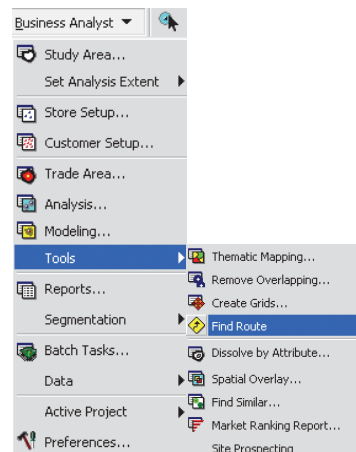 Business Analyst
Study Area...
Set Analysis Extent
Store Setup...
Customer Setup...
Trade Area...
Analysis...
Modeling...
Tools
Reports...
Segmentation
Batch Tasks...
Data
Active Project
Preferences...
Thematic Mapping...
Remove Overlapping...
Create Grids...
Find Route
Dissolve by Attribute...
Spatial Overlay...
Find Similar...
Market Ranking Report...
Site Prospecting